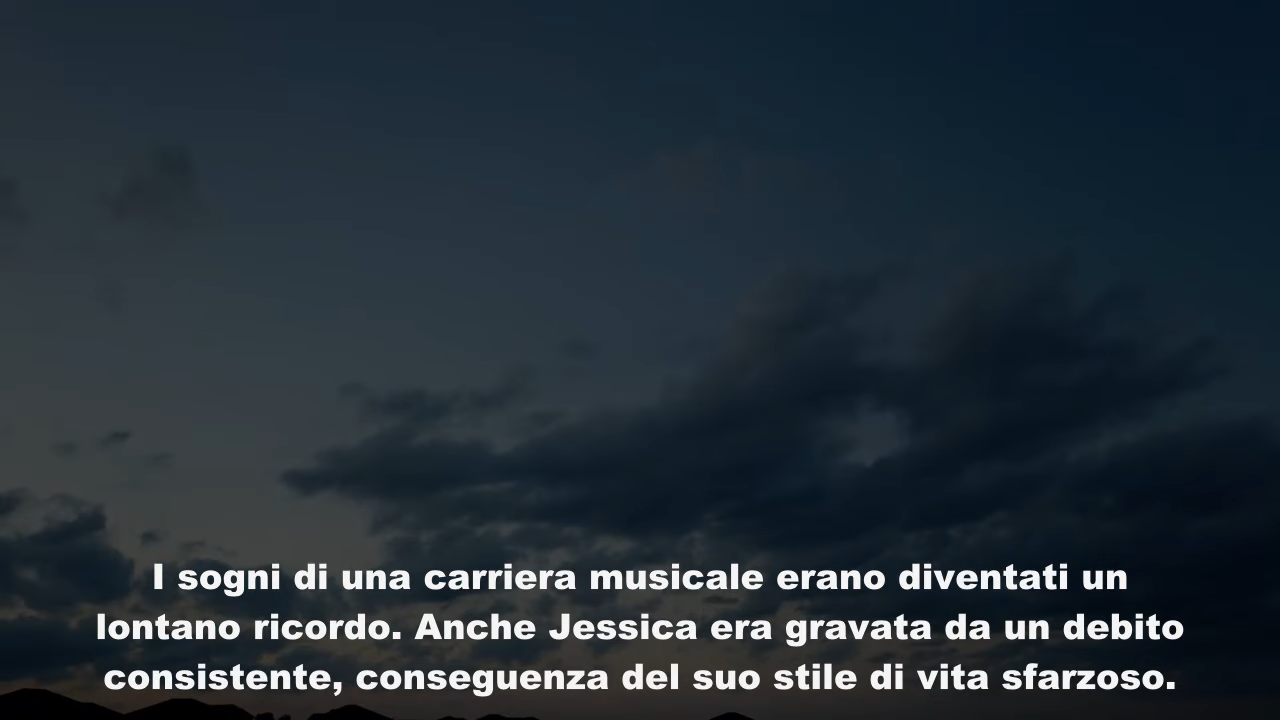 I sogni di una carriera musicale erano diventati un
lontano ricordo. Anche Jessica era gravata da un debito
consistente, conseguenza del suo stile di vita sfarzoso.